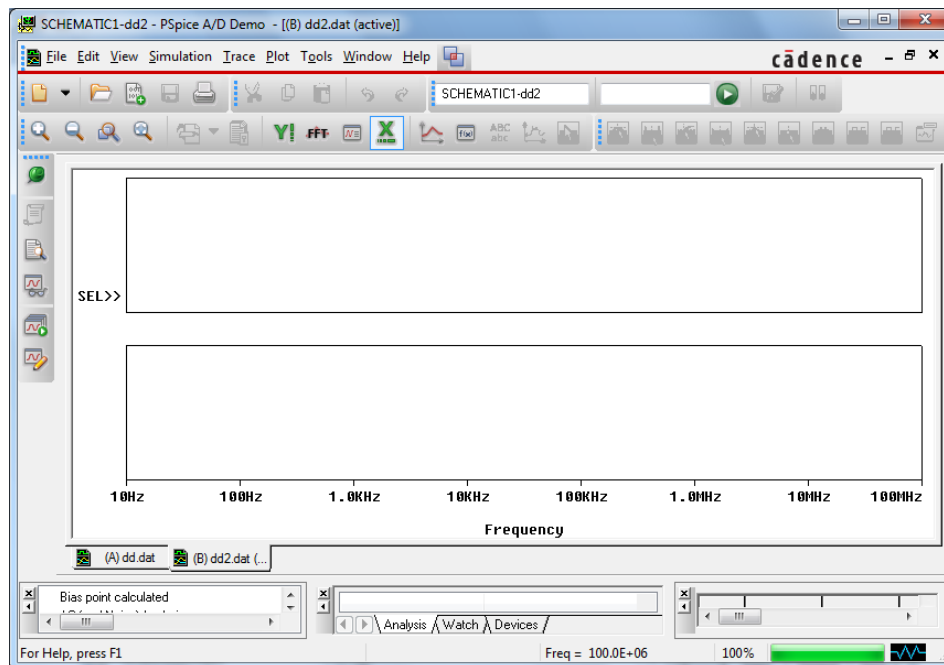 SCHEMATIC1-dd2 - PSpice A/D Demo - [(B) dd2.dat (active)]
File Edit View Simulation Trace Plot Tools Window Help
cādence
SCHEMATIC1-dd2
FFT
f(x)
ABC
abc
SEL>>
10Hz 100Hz 1.0KHz 10KHz 100KHz 1.0MHz 10MHz 100MHz
Frequency
(A) dd.dat (B) dd2.dat (...
Bias point calculated
Analysis Watch Devices
For Help, press F1 Freq = 100.0E+06 100%